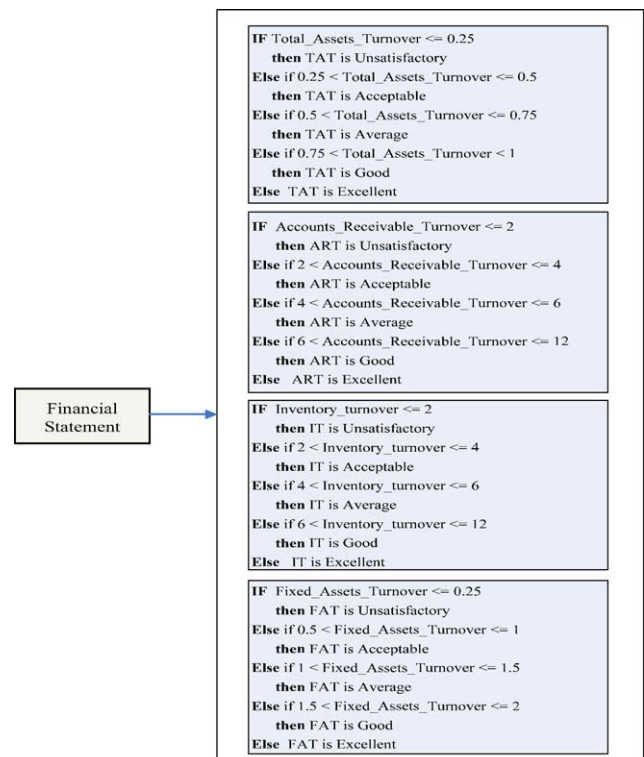 IF Total_Assets_Turnover <= 0.25
then TAT is Unsatisfactory
Else if 0.25 < Total_Assets_Turnover <= 0.5
then TAT is Acceptable
Else if 0.5 < Total_Assets_Turnover <= 0.75
then TAT is Average
Else if 0.75 < Total_Assets_Turnover < 1
then TAT is Good
Else TAT is Excellent
IF Accounts_Receivable_Turnover <= 2
then ART is Unsatisfactory
Else if 2 < Accounts_Receivable_Turnover <= 4
then ART is Acceptable
Else if 4 < Accounts_Receivable_Turnover <= 6
then ART is Average
Else if 6 < Accounts_Receivable_Turnover <= 12
then ART is Good
Else ART is Excellent
Financial
Statement
IF Inventory_turnover <= 2
then IT is Unsatisfactory
Else if 2 < Inventory_turnover <= 4
then IT is Acceptable
Else if 4 < Inventory_turnover <= 6
then IT is Average
Else if 6 < Inventory_turnover <= 12
then IT is Good
Else IT is Excellent
IF Fixed_Assets_Turnover <= 0.25
then FAT is Unsatisfactory
Else if 0.5 < Fixed_Assets_Turnover <= 1
then FAT is Acceptable
Else if 1 < Fixed_Assets_Turnover <= 1.5
then FAT is Average
Else if 1.5 < Fixed_Assets_Turnover <= 2
then FAT is Good
Else FAT is Excellent